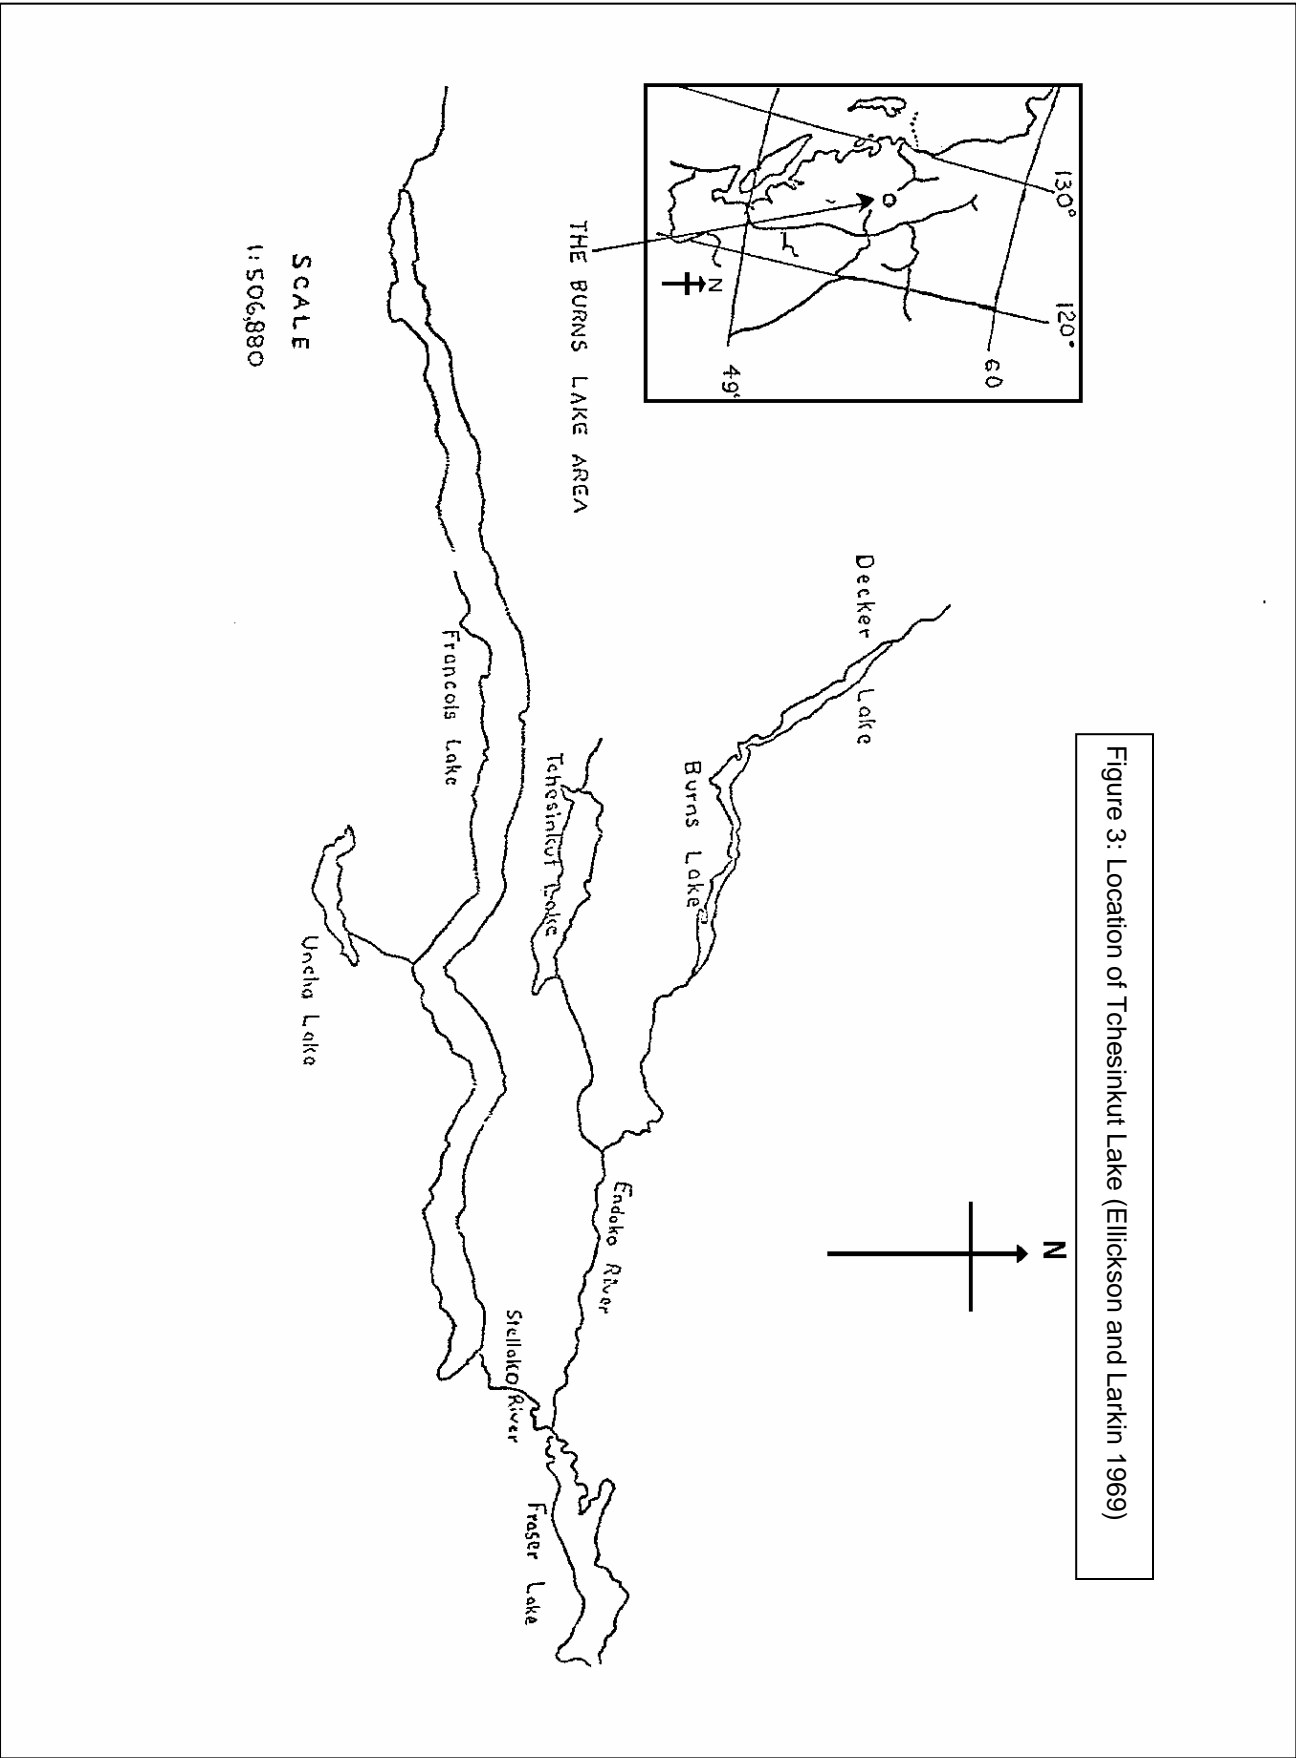 Figure 3: Location of Tchesinkut Lake (Ellickson and Larkin 1969)
130°
120°
60
49°
N
THE BURNS LAKE AREA
N
Decker Lake
Burns Lake
Tchesinkut Lake
Endako River
Francois Lake
Stellako River
Fraser Lake
Uncha Lake
SCALE
1:506,880